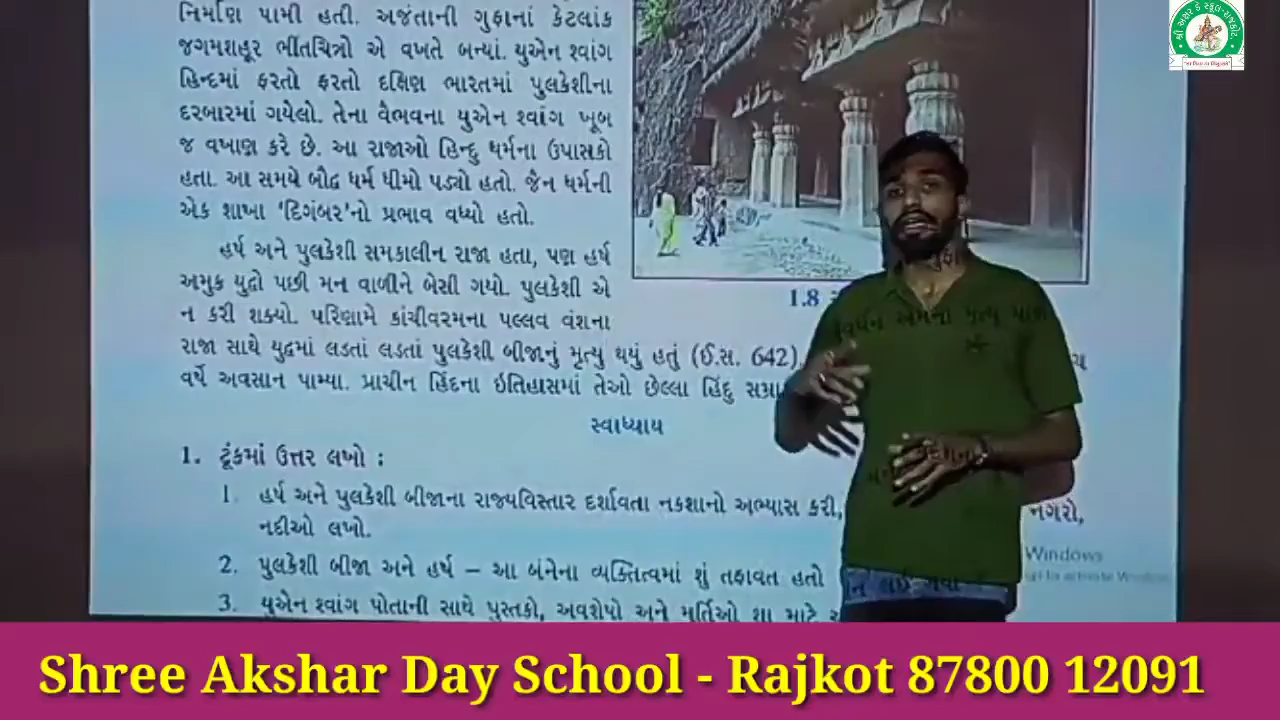 નિર્માણ પામી હતી. અજંતાની ગુફાનાં કેટલાંક
જગમશહૂર ભીંતચિત્રો એ વખતે બન્યાં. યુએન શ્વાંગ
હિન્દમાં ફરતો ફરતો દક્ષિણ ભારતમાં પુલકેશીના
દરબારમાં ગયેલો. તેના વૈભવના યુએન શ્વાંગ ખૂબ
જ વખાણ કરે છે. આ રાજાઓ હિન્દુ ધર્મના ઉપાસકો
હતા. આ સમયે બૌદ્ધ ધર્મ ધીમો પડ્યો હતો. જૈન ધર્મની
એક શાખા 'દિગંબર'નો પ્રભાવ વધ્યો હતો.
હર્ષ અને પુલકેશી સમકાલીન રાજા હતા, પણ હર્ષ
અમુક યુદ્ધો પછી મન વાળીને બેસી ગયો. પુલકેશી એ
ન કરી શક્યો. પરિણામે કાંચીવરમના પલ્લવ વંશના
રાજા સાથે યુદ્ધમાં લડતાં લડતાં પુલકેશી બીજાનું મૃત્યુ થયું હતું (ઈ.સ. 642).
વર્ષે અવસાન પામ્યા. પ્રાચીન હિંદના ઇતિહાસમાં તેઓ છેલ્લા હિંદુ
1.8
સ્વાધ્યાય
1. ટૂંકમાં ઉત્તર લખો :
1. હર્ષ અને પુલકેશી બીજાના રાજ્યવિસ્તાર દર્શાવતા નકશાનો અભ્યાસ કરી, નગરો,
નદીઓ લખો.
2. પુલકેશી બીજા અને હર્ષ – આ બંનેના વ્યક્તિત્વમાં શું તફાવત હતો
3. યુએન શ્વાંગ પોતાની સાથે પુસ્તકો, અવશેષો અને મૂર્તિઓ શા માટે
Windows
Shree Akshar Day School - Rajkot 87800 12091